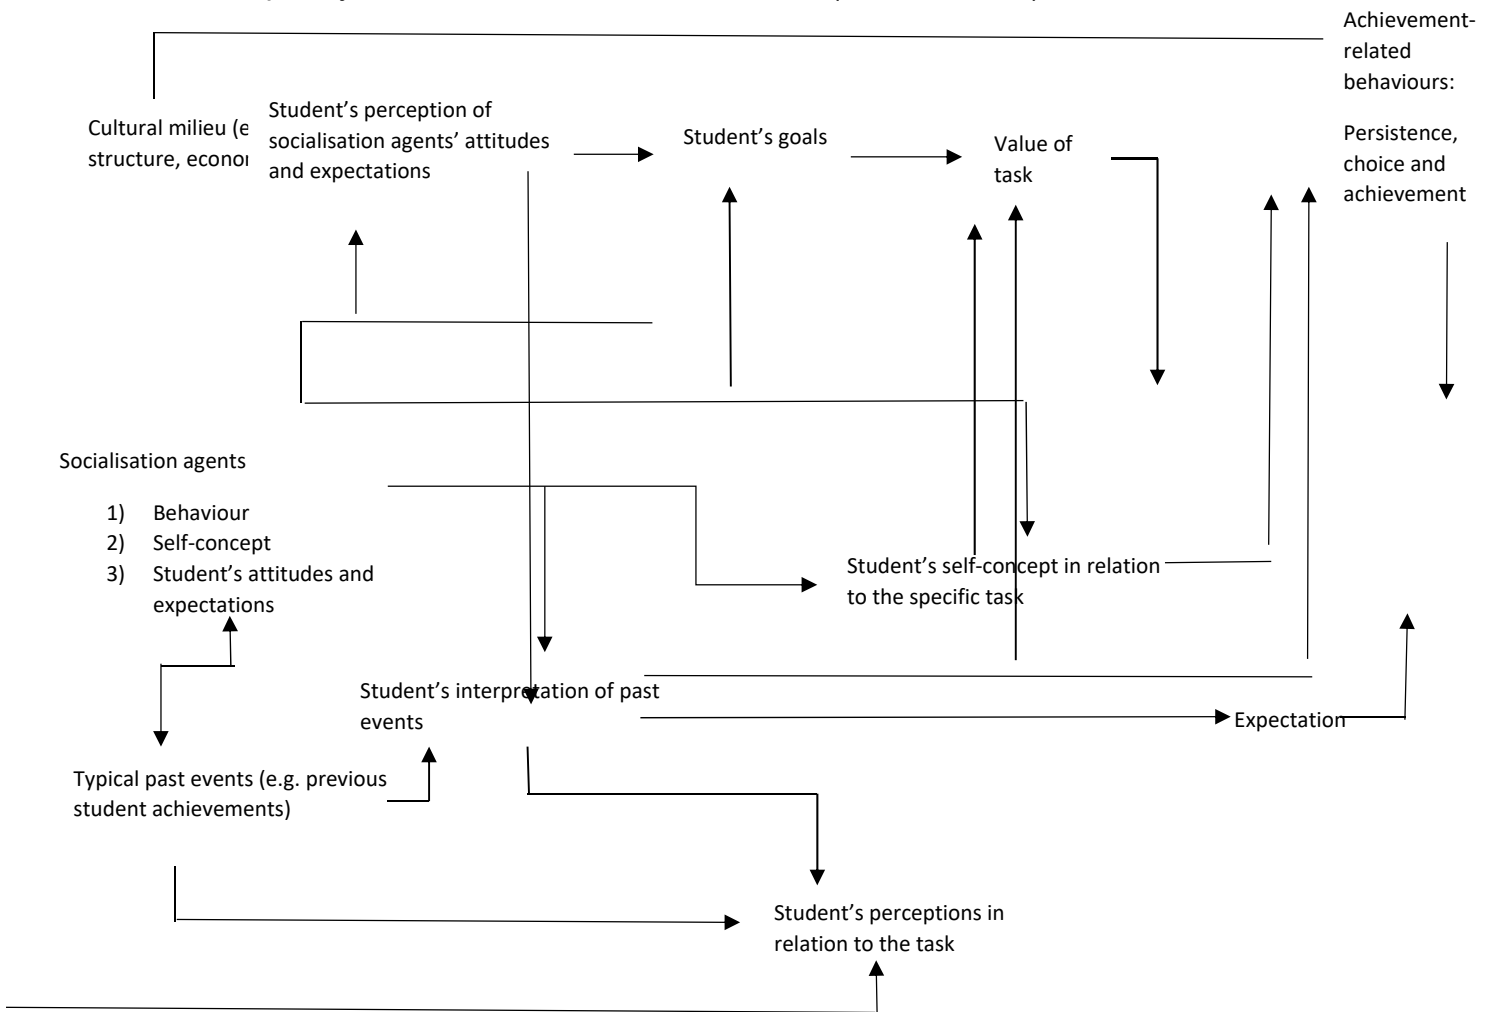 Achievement-
related
behaviours:
Persistence,
choice and
achievement
Cultural milieu (e
structure, econo
Student’s perception of
socialisation agents’ attitudes
and expectations
Student’s goals
Value of
task
Socialisation agents
1) Behaviour
2) Self-concept
3) Student’s attitudes and
expectations
Student’s self-concept in relation
to the specific task
Student’s interpretation of past
events
Expectation
Typical past events (e.g. previous
student achievements)
Student’s perceptions in
relation to the task